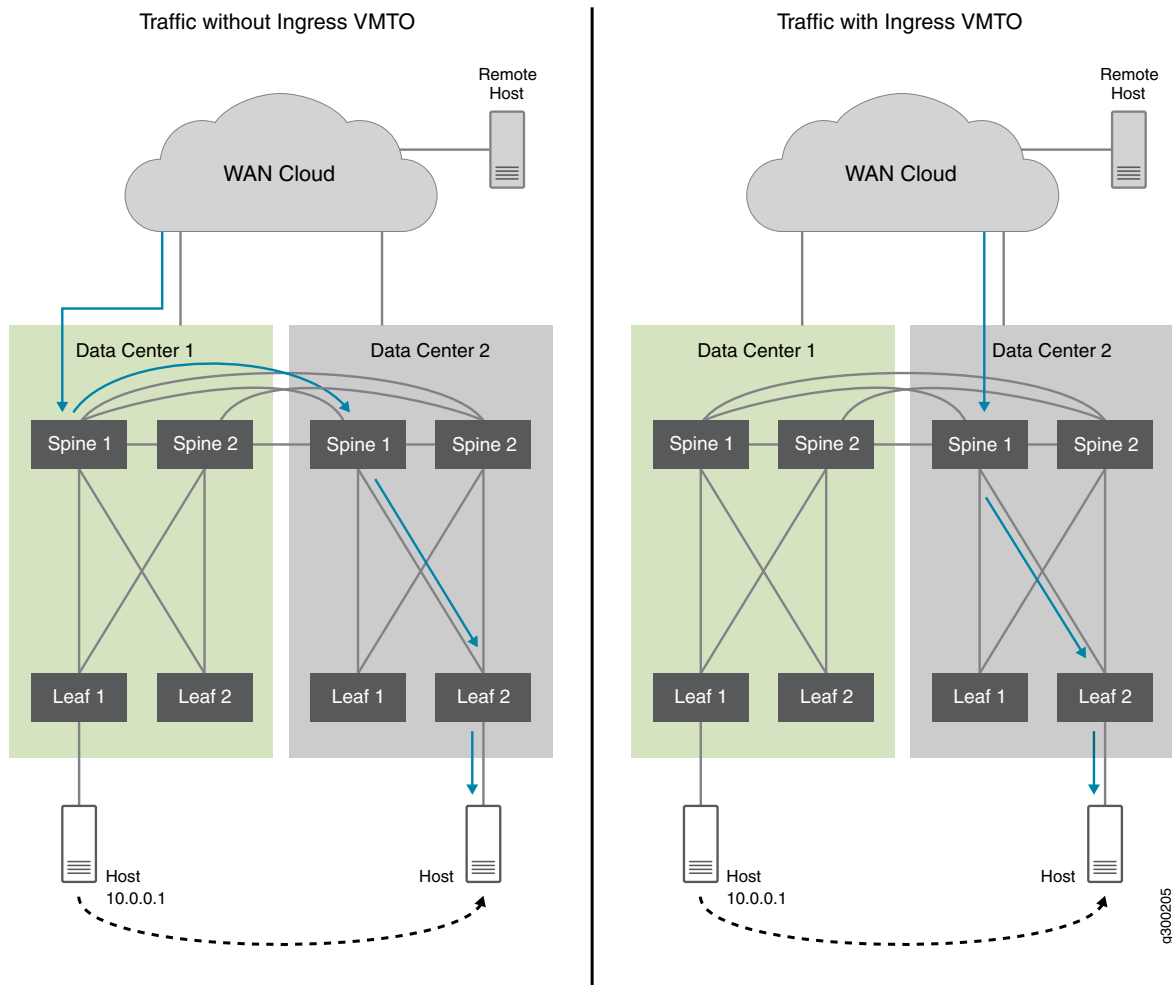 Traffic without Ingress VMTO
Remote
Host
WAN Cloud
Data Center 1
Data Center 2
Spine 1
Spine 2
Spine 1
Spine 2
Leaf 1
Leaf 2
Leaf 1
Leaf 2
Host
10.0.0.1
Host
Traffic with Ingress VMTO
Remote
Host
WAN Cloud
Data Center 1
Data Center 2
Spine 1
Spine 2
Spine 1
Spine 2
Leaf 1
Leaf 2
Leaf 1
Leaf 2
Host
10.0.0.1
Host
g300205